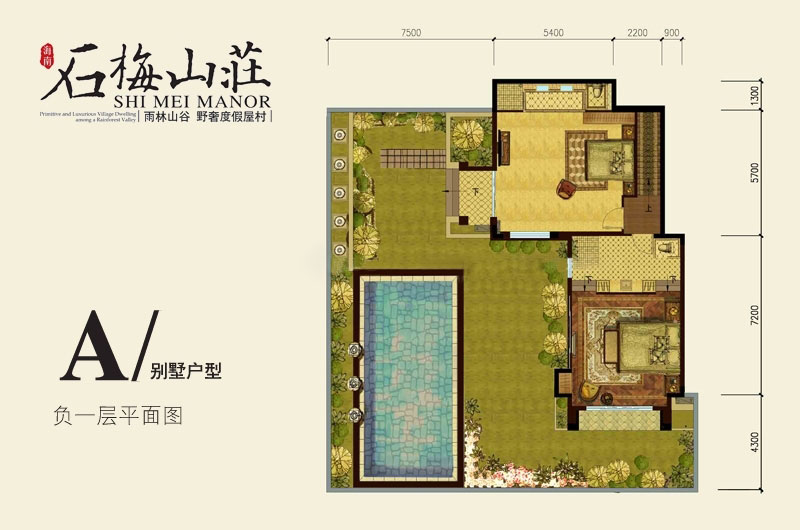 海南
石梅山莊
SHI MEI MANOR
Primitive and Luxurious Village Dwelling
among a Rainforest Valley
雨林山谷 野奢度假屋村
7500 5400 2200 900
1300
5700
7200
4300
下
上
A/别墅户型
负一层平面图